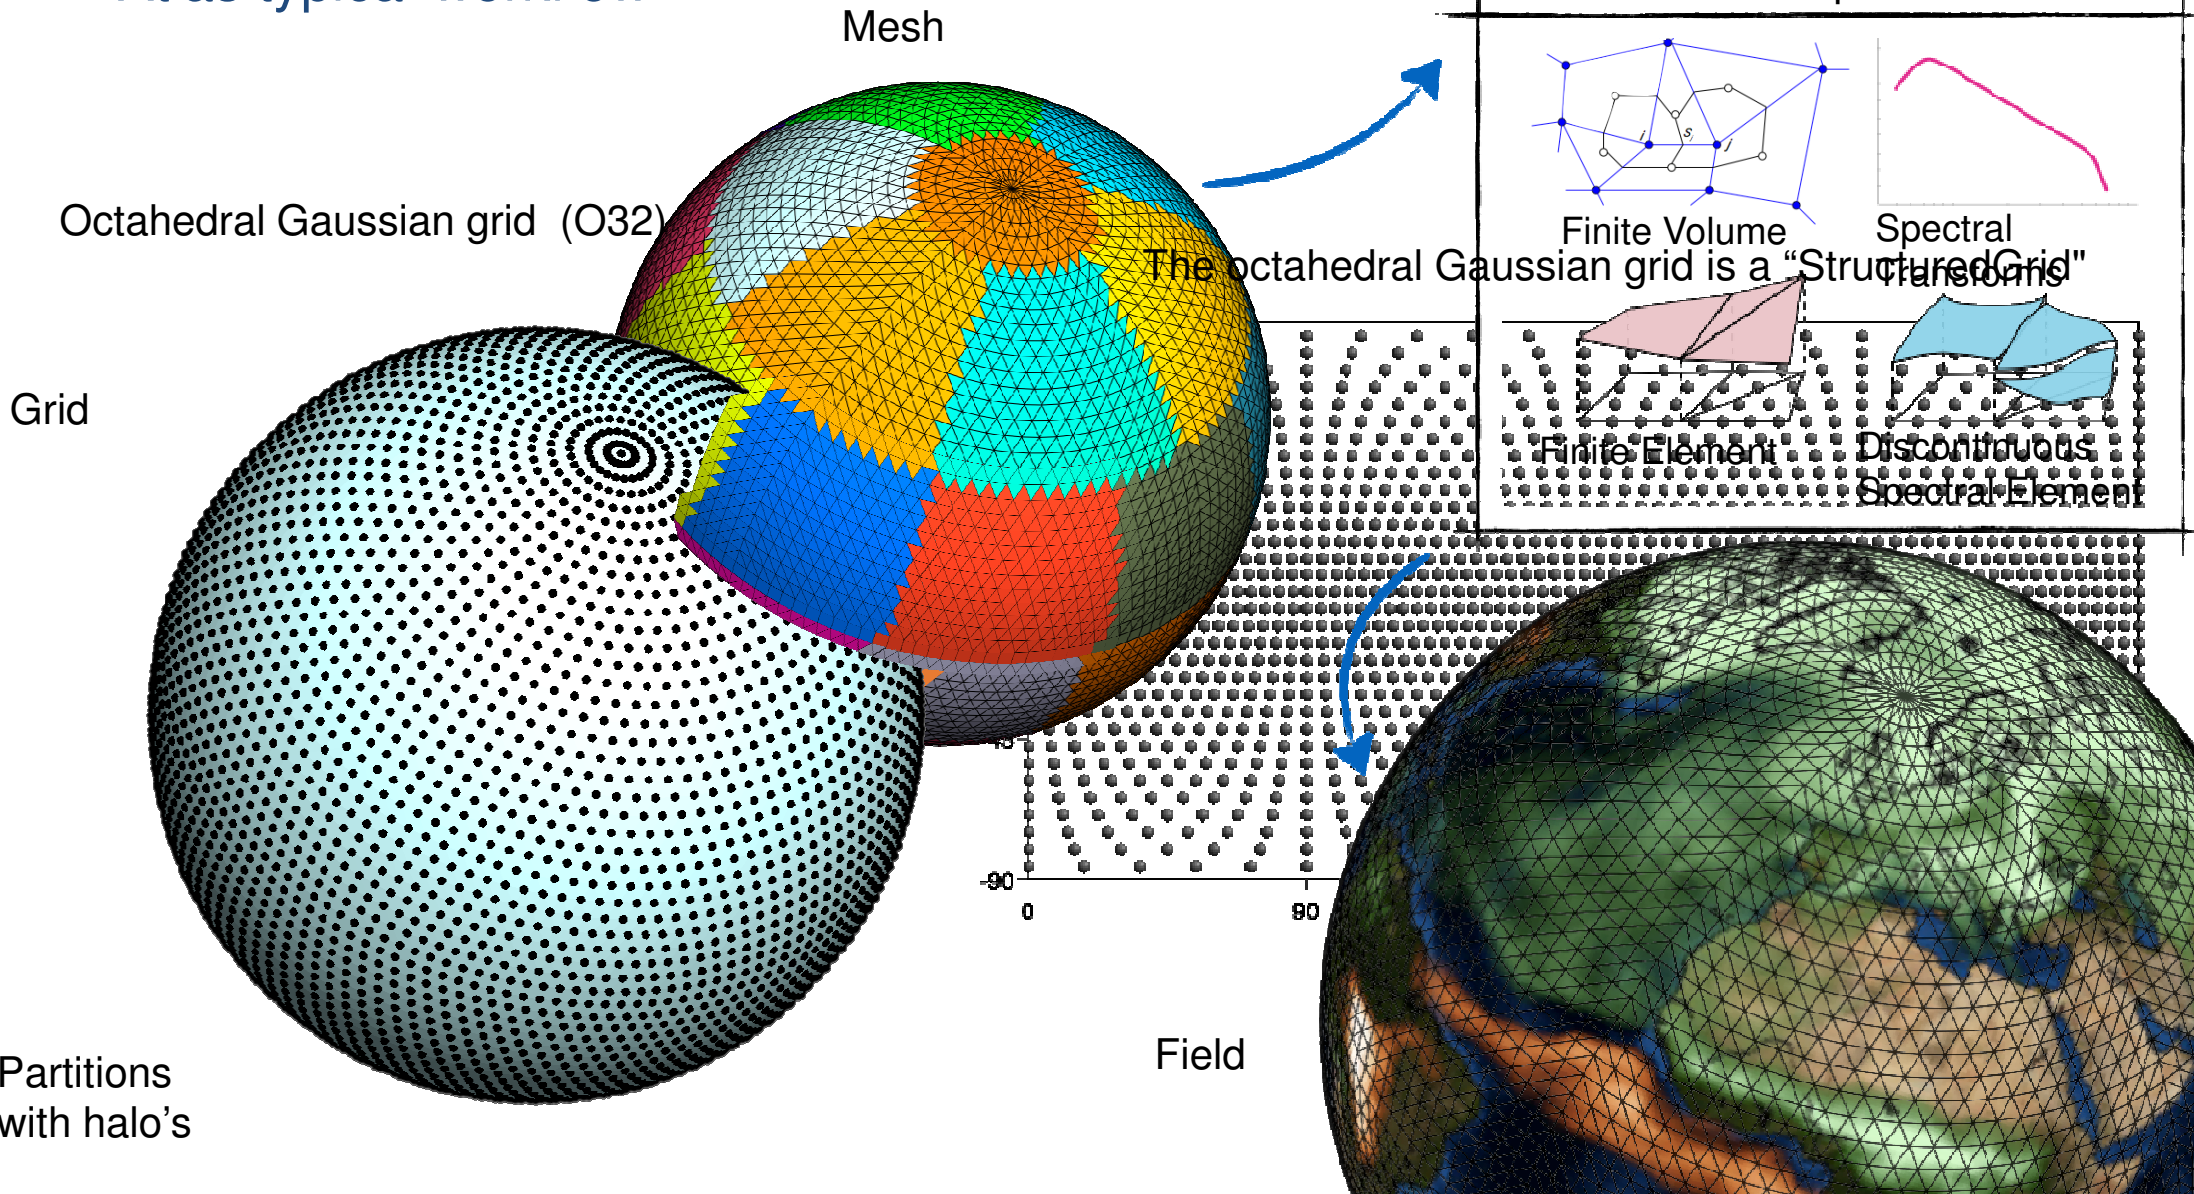 Mesh
Octahedral Gaussian grid (O32)
Grid
i
S
j
Finite Volume
Spectral
Transforms
The octahedral Gaussian grid is a “StructuredGrid"
Finite Element
Discontinuous
Spectral Element
-90
0
90
Field
Partitions
with halo’s